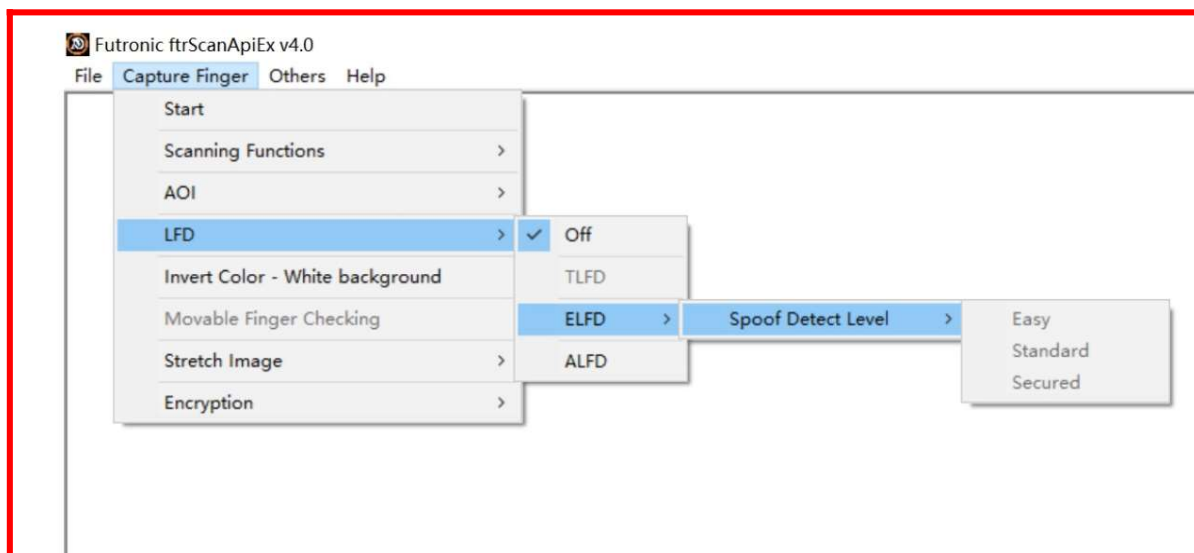 Futronic ftrScanApiEx v4.0
File Capture Finger Others Help
Start
Scanning Functions
AOI
LFD
Invert Color - White background
Movable Finger Checking
Stretch Image
Encryption
Off
TLFD
ELFD
ALFD
Spoof Detect Level
Easy
Standard
Secured